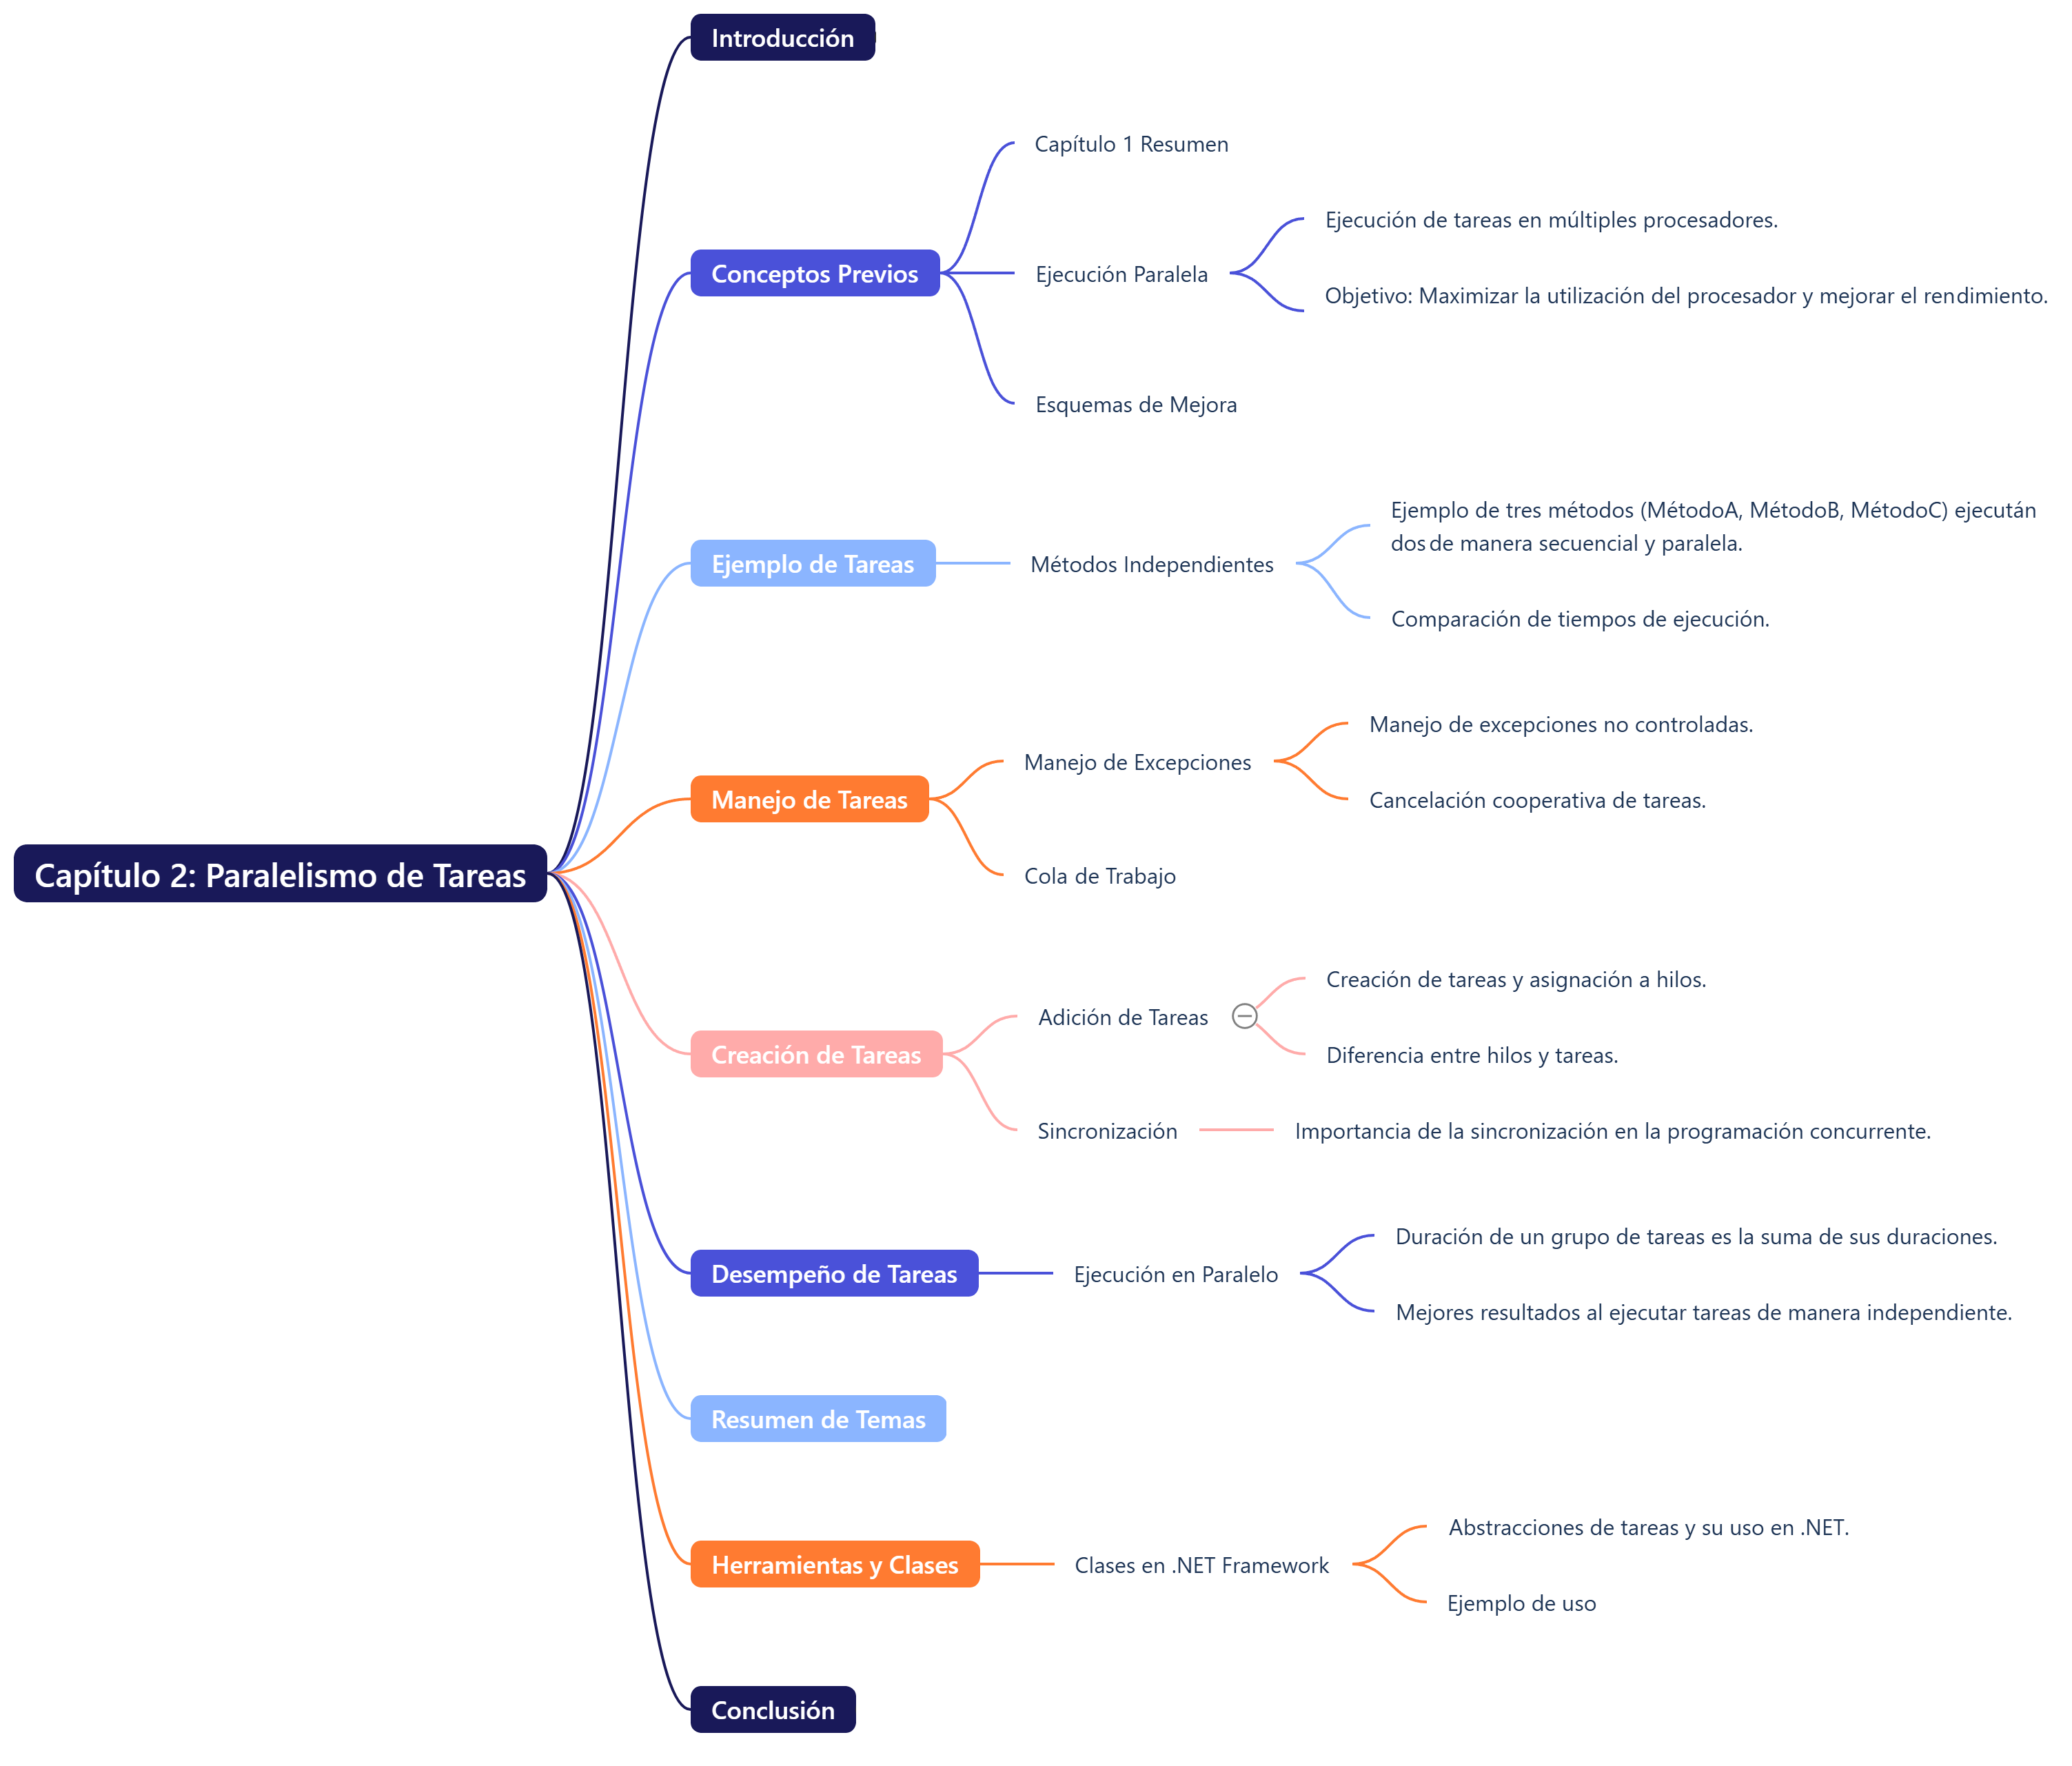 Introducción
Capítulo 1 Resumen
Ejecución de tareas en múltiples procesadores.
Conceptos Previos
Ejecución Paralela
Objetivo: Maximizar la utilización del procesador y mejorar el rendimiento.
Esquemas de Mejora
Ejemplo de tres métodos (MétodoA, MétodoB, MétodoC) ejecután
dos de manera secuencial y paralela.
Ejemplo de Tareas
Métodos Independientes
Comparación de tiempos de ejecución.
Manejo de excepciones no controladas.
Manejo de Excepciones
Manejo de Tareas
Cancelación cooperativa de tareas.
Capítulo 2: Paralelismo de Tareas
Cola de Trabajo
Creación de tareas y asignación a hilos.
Adición de Tareas
Creación de Tareas
Diferencia entre hilos y tareas.
Sincronización
Importancia de la sincronización en la programación concurrente.
Duración de un grupo de tareas es la suma de sus duraciones.
Desempeño de Tareas
Ejecución en Paralelo
Mejores resultados al ejecutar tareas de manera independiente.
Resumen de Temas
Abstracciones de tareas y su uso en .NET.
Herramientas y Clases
Clases en .NET Framework
Ejemplo de uso
Conclusión